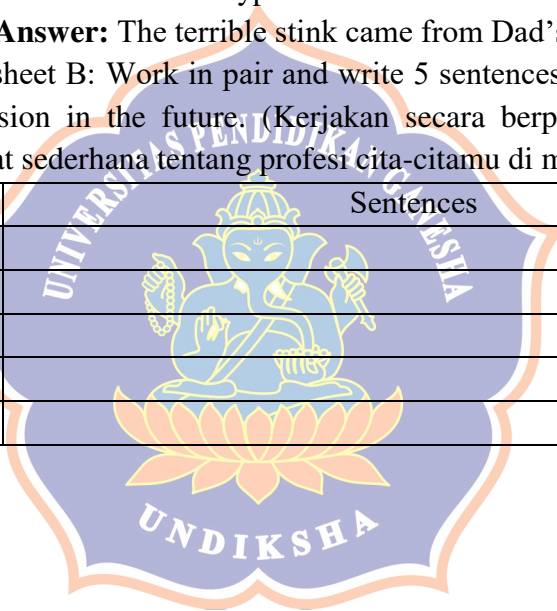 Answer: The terrible stink came from Dad's
sheet B: Work in pair and write 5 sentences
sion in the future. (Kerjakan secara berp
at sederhana tentang profesi cita-citamu di m
Sentences
UNIVERSITAS PENDIDIKAN GANESHA
UNDIKSHA